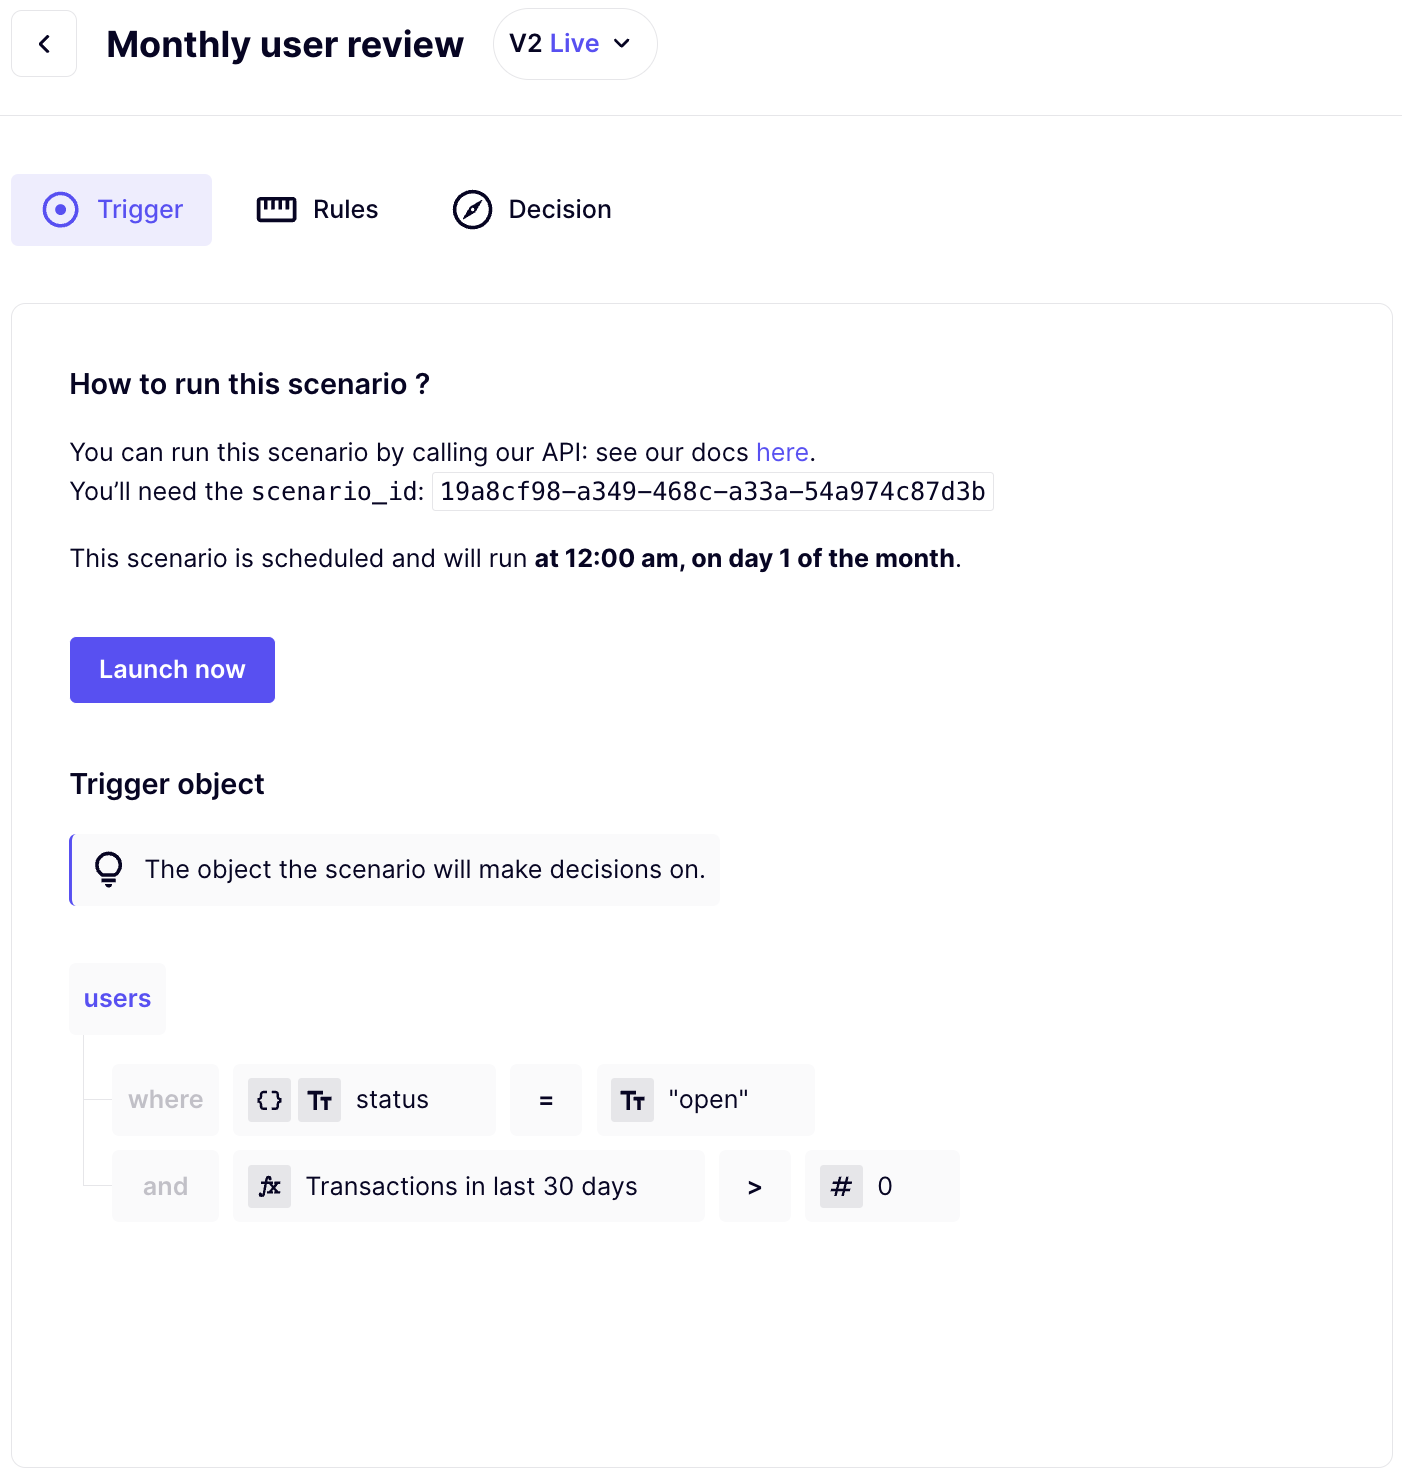 Monthly user review V2 Live
Trigger Rules Decision
How to run this scenario ?
You can run this scenario by calling our API: see our docs here.
You’ll need the scenario_id: 19a8cf98-a349-468c-a33a-54a974c87d3b
This scenario is scheduled and will run at 12:00 am, on day 1 of the month.
Launch now
Trigger object
The object the scenario will make decisions on.
users
where {} Tт status = Tт "open"
and fx Transactions in last 30 days > # 0